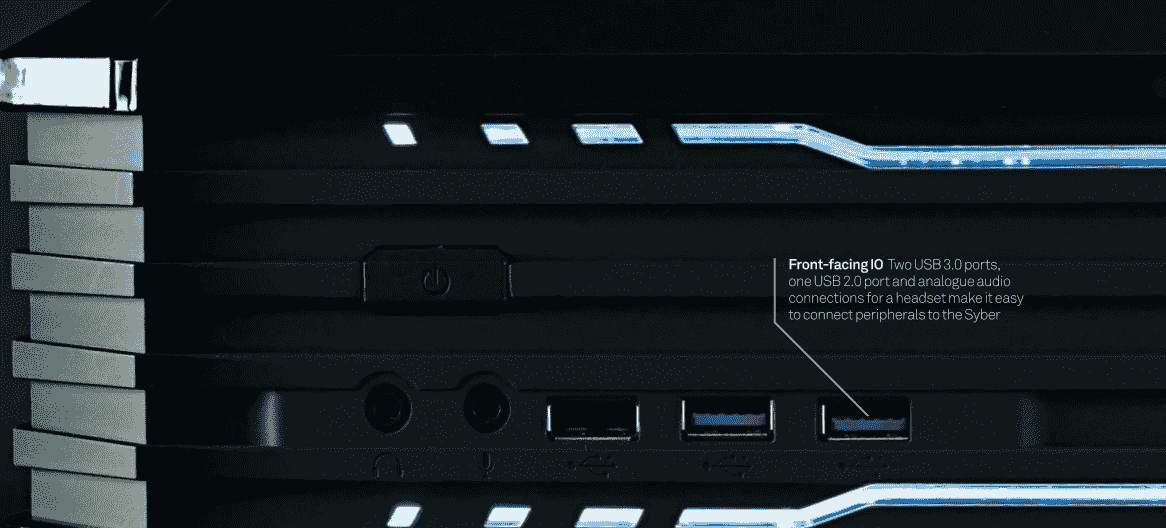 Front-facing IO Two USB 3.0 ports,
one USB 2.0 port and analogue audio
connections for a headset make it easy
to connect peripherals to the Syber